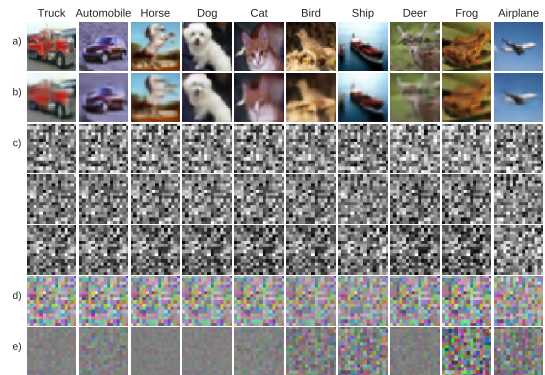 Truck Automobile Horse Dog Cat Bird Ship Deer Frog Airplane
a)
b)
c)
d)
e)